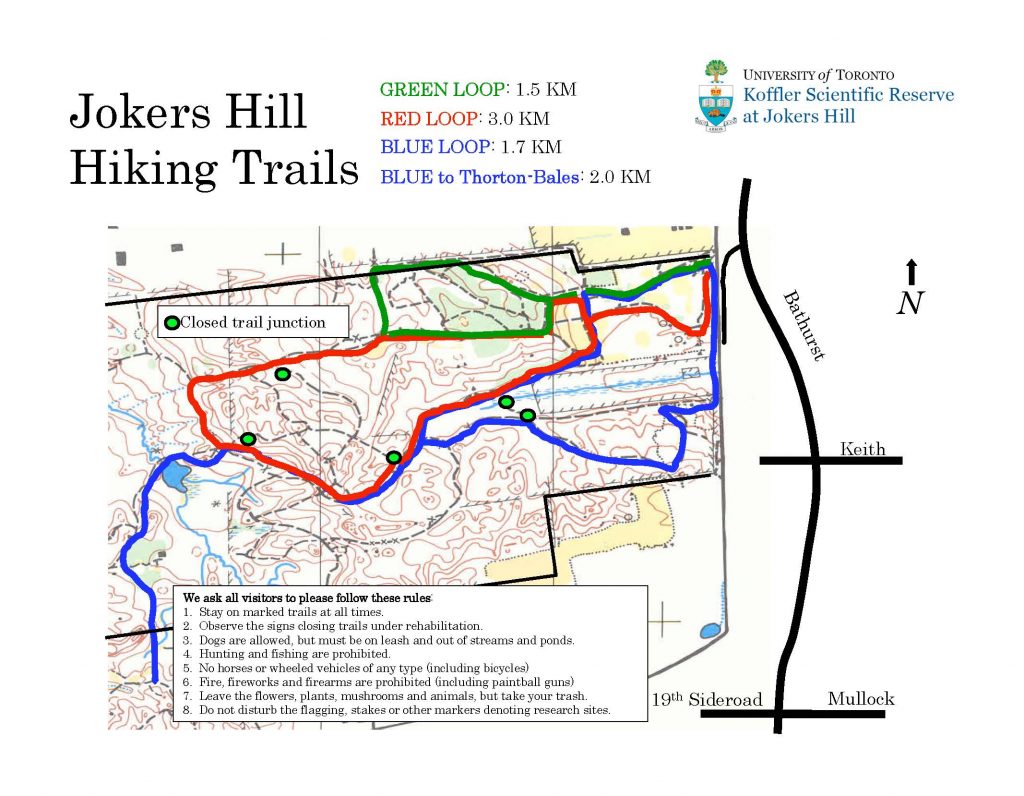 Jokers Hill
Hiking Trails
GREEN LOOP: 1.5 KM
RED LOOP: 3.0 KM
BLUE LOOP: 1.7 KM
BLUE to Thorton-Bales: 2.0 KM
UNIVERSITY of TORONTO
Koffler Scientific Reserve
at Jokers Hill
N
Bathurst
Closed trail junction
Keith
We ask all visitors to please follow these rules:
1. Stay on marked trails at all times.
2. Observe the signs closing trails under rehabilitation.
3. Dogs are allowed, but must be on leash and out of streams and ponds.
4. Hunting and fishing are prohibited.
5. No horses or wheeled vehicles of any type (including bicycles)
6. Fire, fireworks and firearms are prohibited (including paintball guns)
7. Leave the flowers, plants, mushrooms and animals, but take your trash.
8. Do not disturb the flagging, stakes or other markers denoting research sites.
19th Sideroad
Mullock